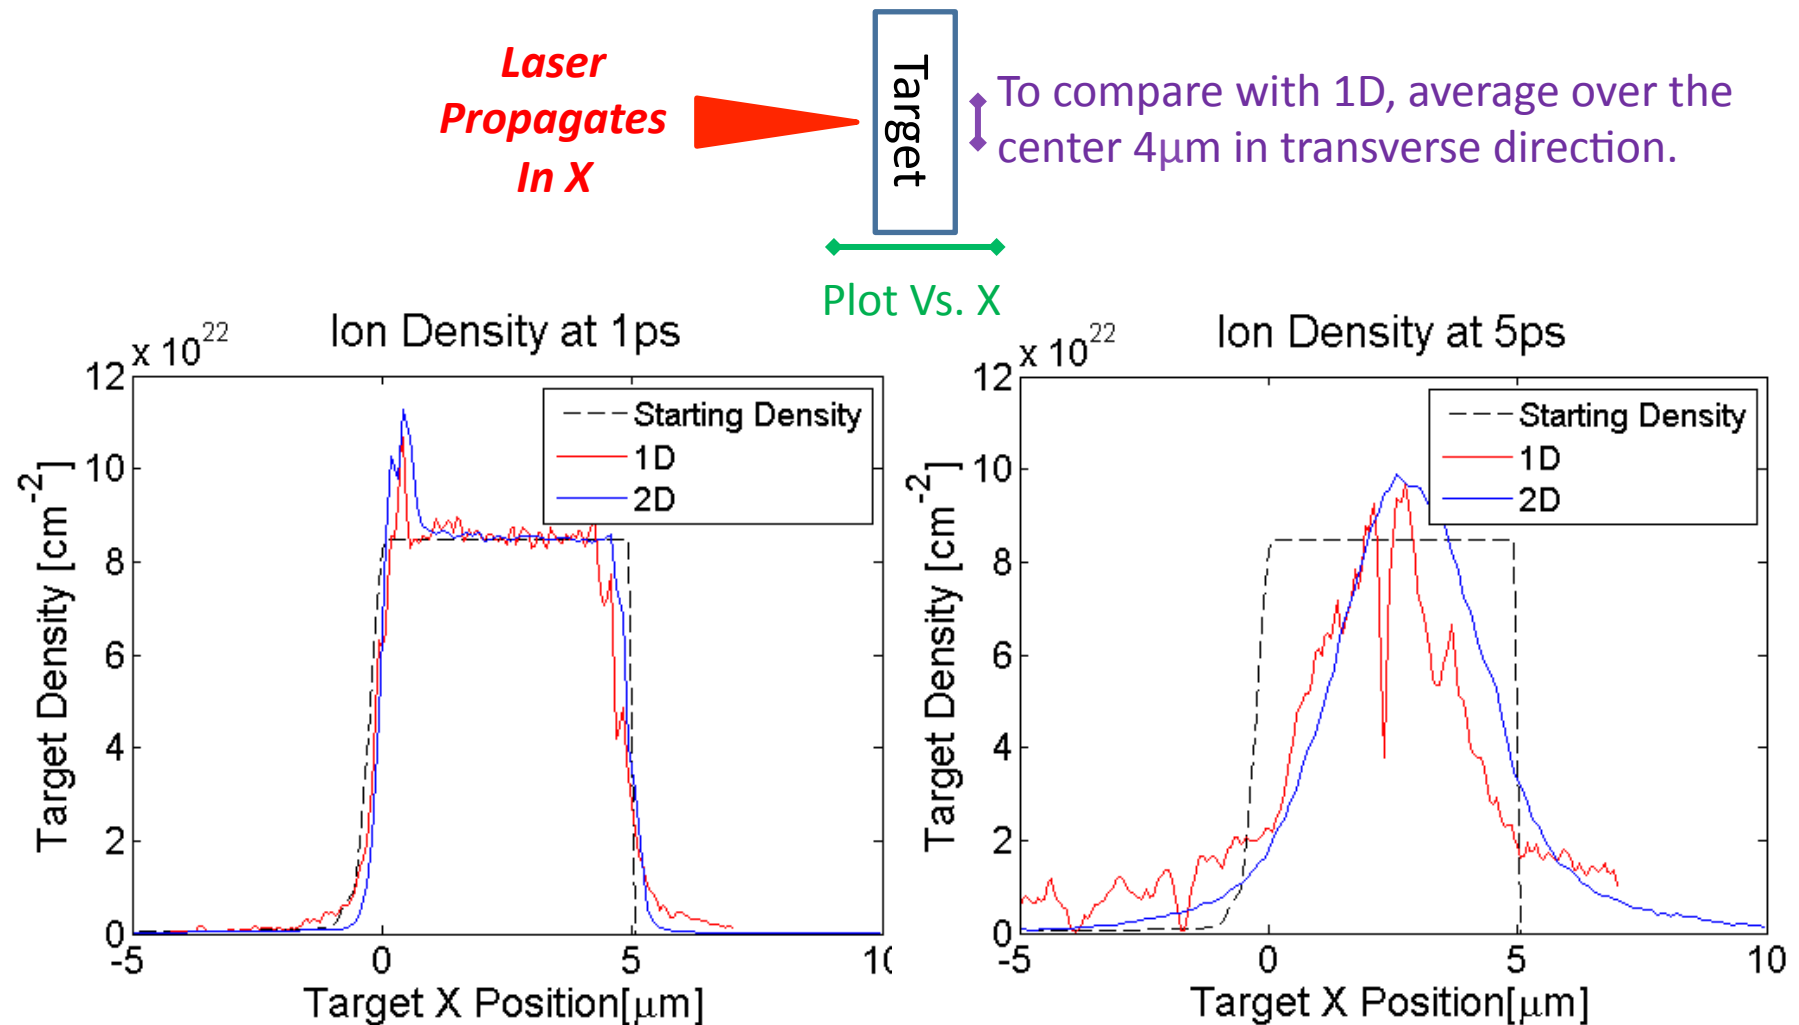 Laser
Propagates
In X
Target
To compare with 1D, average over the
center 4μm in transverse direction.
Plot Vs. X
Ion Density at 1ps
x 10^22
12
10
8
6
4
2
0
-5
0
5
10
Target Density [cm^-2]
Target X Position[μm]
Starting Density
1D
2D
Ion Density at 5ps
x 10^22
12
10
8
6
4
2
0
-5
0
5
10
Target Density [cm^-2]
Target X Position[μm]
Starting Density
1D
2D